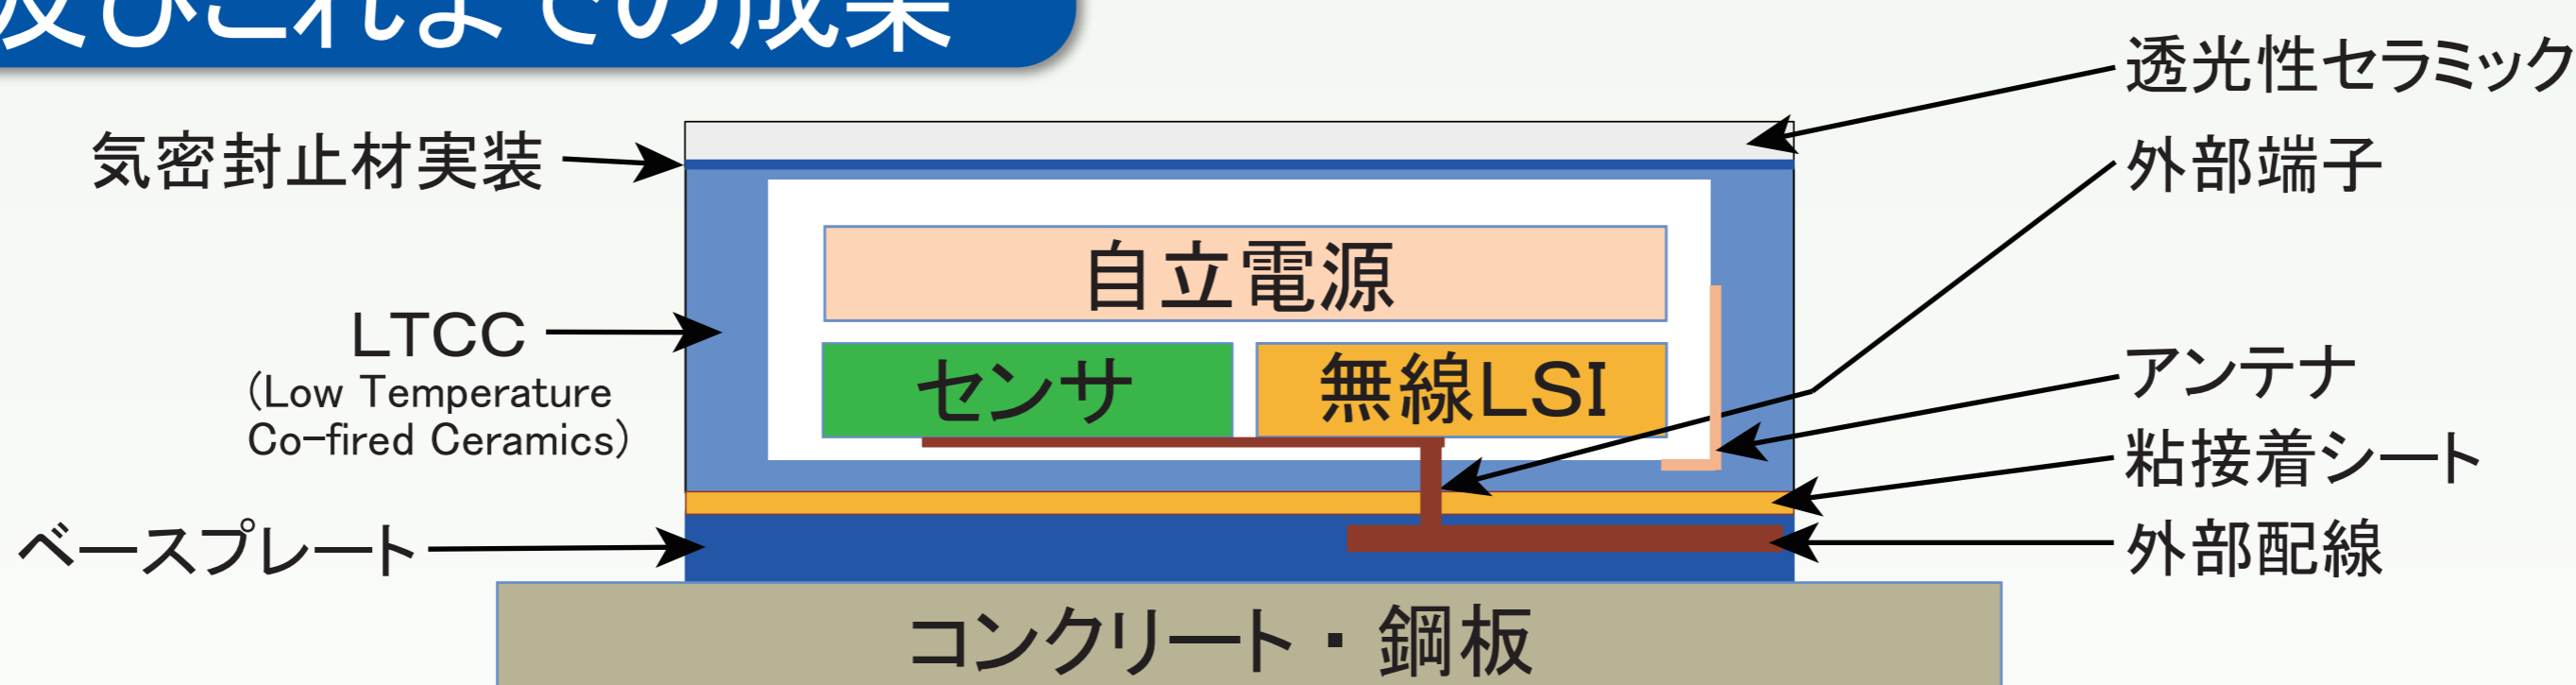 及びこれまでの成果
透光性セラミック
気密封止材実装
外部端子
自立電源
LTCC
(Low Temperature
Co-fired Ceramics)
センサ
無線LSI
アンテナ
粘接着シート
ベースプレート
外部配線
コンクリート・鋼板